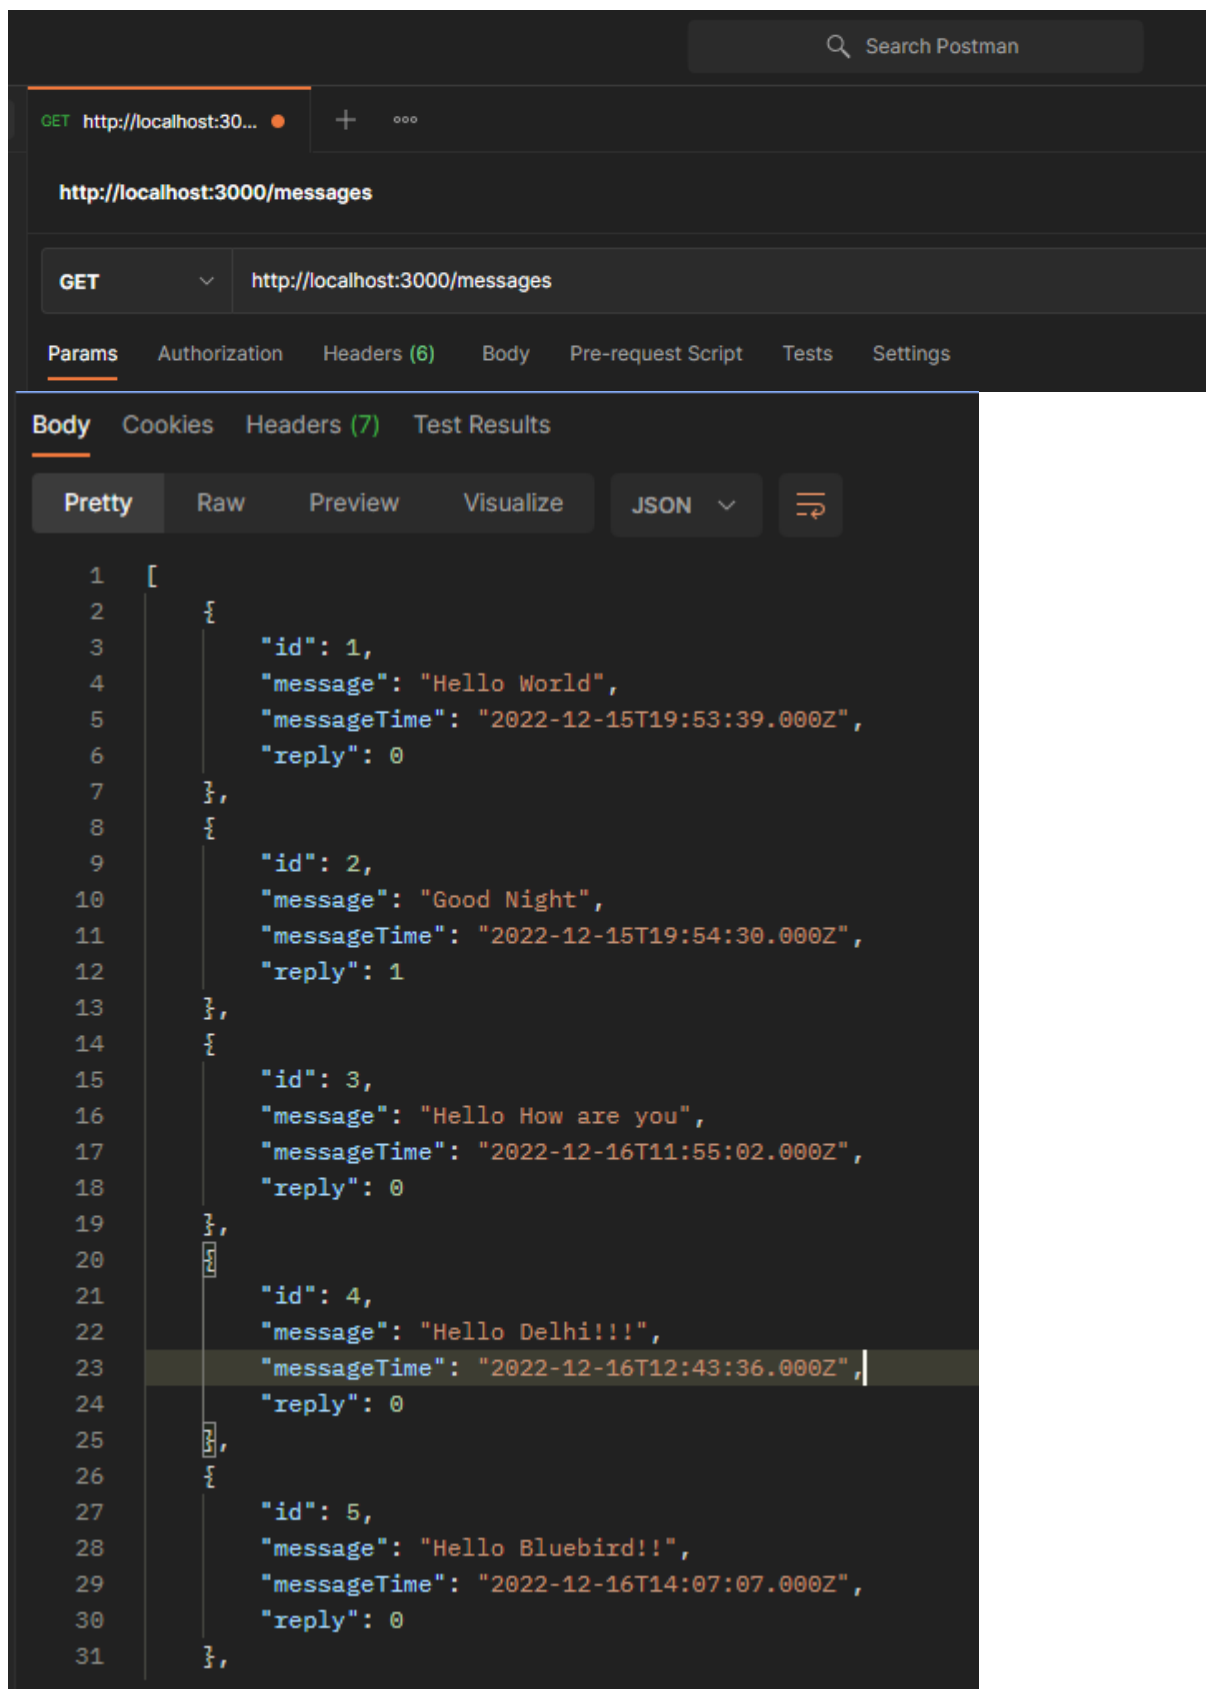 Search Postman
GET http://localhost:30...
http://localhost:3000/messages
GET http://localhost:3000/messages
Params Authorization Headers (6) Body Pre-request Script Tests Settings
Body Cookies Headers (7) Test Results
Pretty Raw Preview Visualize JSON
1 [
2 {
3 "id": 1,
4 "message": "Hello World",
5 "messageTime": "2022-12-15T19:53:39.000Z",
6 "reply": 0
7 },
8 {
9 "id": 2,
10 "message": "Good Night",
11 "messageTime": "2022-12-15T19:54:30.000Z",
12 "reply": 1
13 },
14 {
15 "id": 3,
16 "message": "Hello How are you",
17 "messageTime": "2022-12-16T11:55:02.000Z",
18 "reply": 0
19 },
20 {
21 "id": 4,
22 "message": "Hello Delhi!!!",
23 "messageTime": "2022-12-16T12:43:36.000Z",
24 "reply": 0
25 },
26 {
27 "id": 5,
28 "message": "Hello Bluebird!!",
29 "messageTime": "2022-12-16T14:07:07.000Z",
30 "reply": 0
31 },